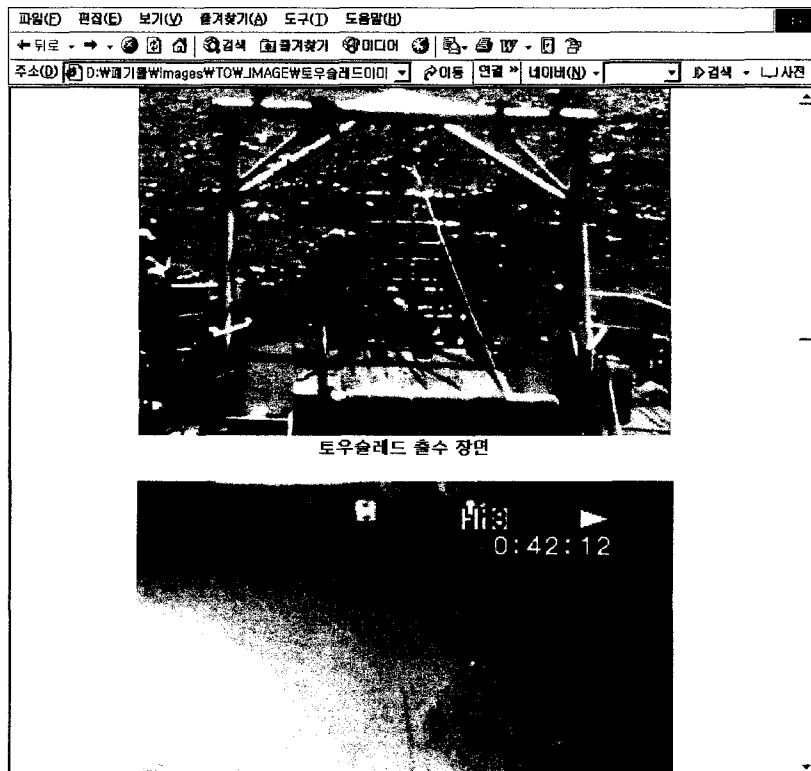 파일(F) 편집(E) 보기(V) 즐겨찾기(A) 도구(T) 도움말(H)
뒤로 검색 즐겨찾기 미디어
주소(D) D:₩폐기물₩images₩TOW_IMAGE₩토우슬레드이미 이동 연결 » 네이버(N) 검색 사전
토우슬레드 출수 장면
H Hi8
0:42:12